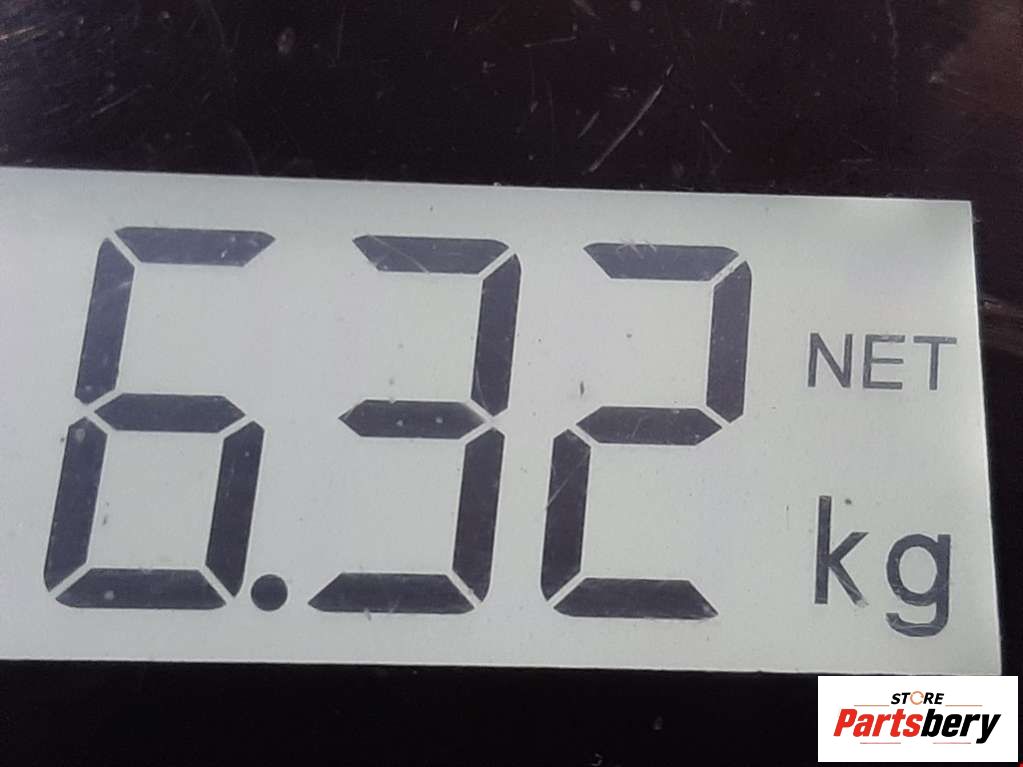 6.32 NET
kg
STORE
Partsbery